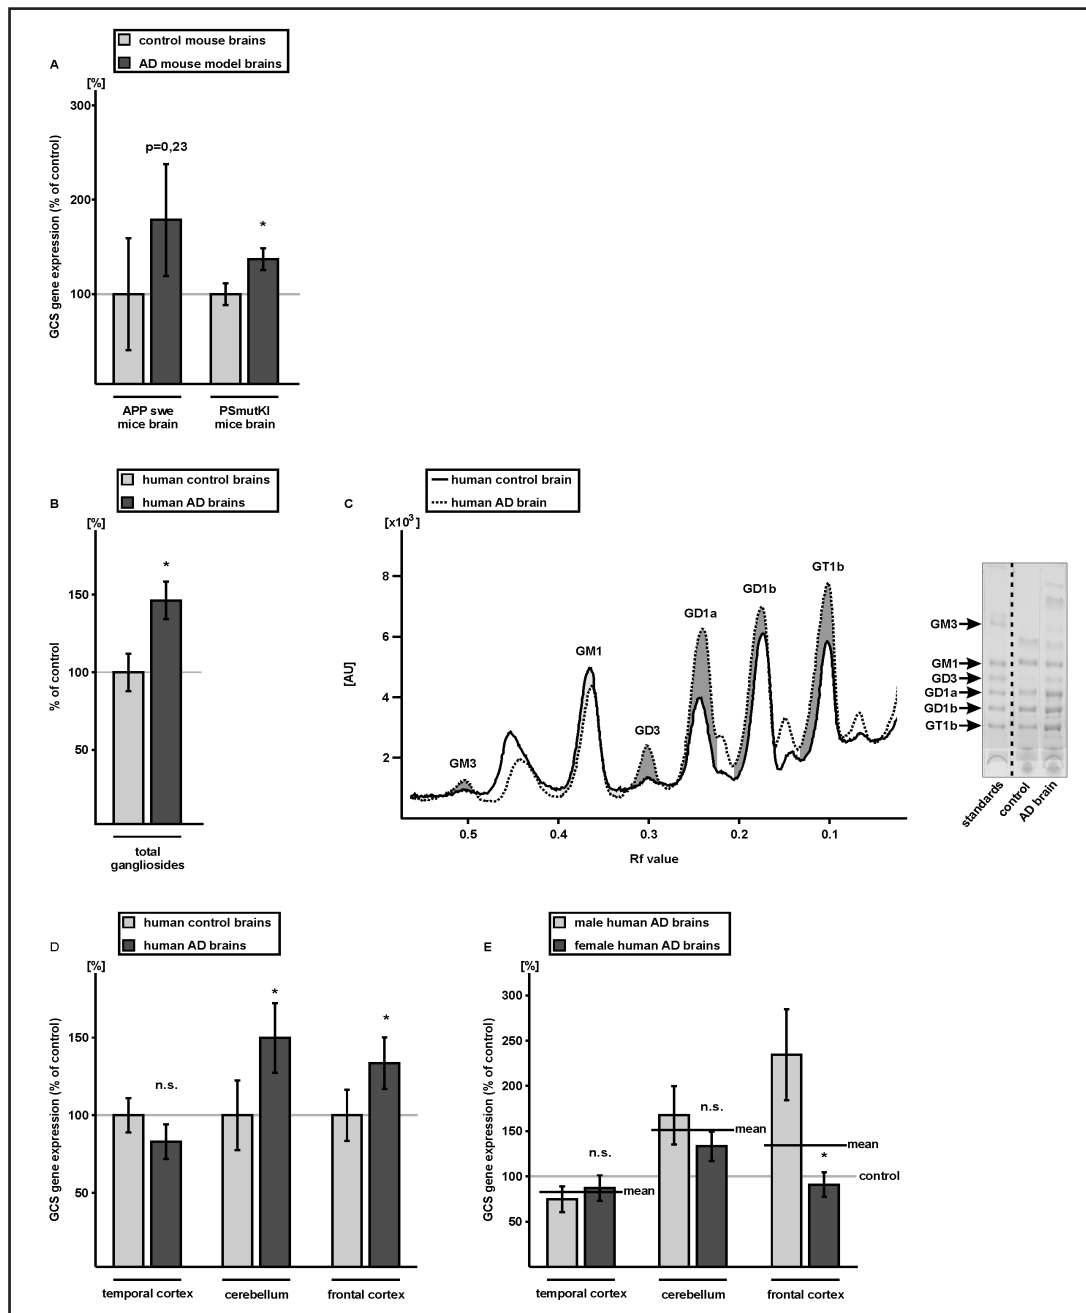 control mouse brains
AD mouse model brains
A
[%]
300
200
100
GCS gene expression (% of control)
p=0,23
*
APP swe
mice brain
PSmutKI
mice brain
human control brains
human AD brains
B
[%]
150
100
50
% of control
*
total
gangliosides
human control brain
human AD brain
C
[x10³]
8
6
4
2
[AU]
GM3
GM1
GD3
GD1a
GD1b
GT1b
0.5
0.4
0.3
0.2
0.1
Rf value
GM3
GM1
GD3
GD1a
GD1b
GT1b
standards
control
AD brain
human control brains
human AD brains
D
[%]
150
100
50
GCS gene expression (% of control)
n.s.
*
*
temporal cortex
cerebellum
frontal cortex
male human AD brains
female human AD brains
E
[%]
300
250
200
150
100
50
GCS gene expression (% of control)
n.s.
mean
n.s.
mean
mean
*
control
temporal cortex
cerebellum
frontal cortex